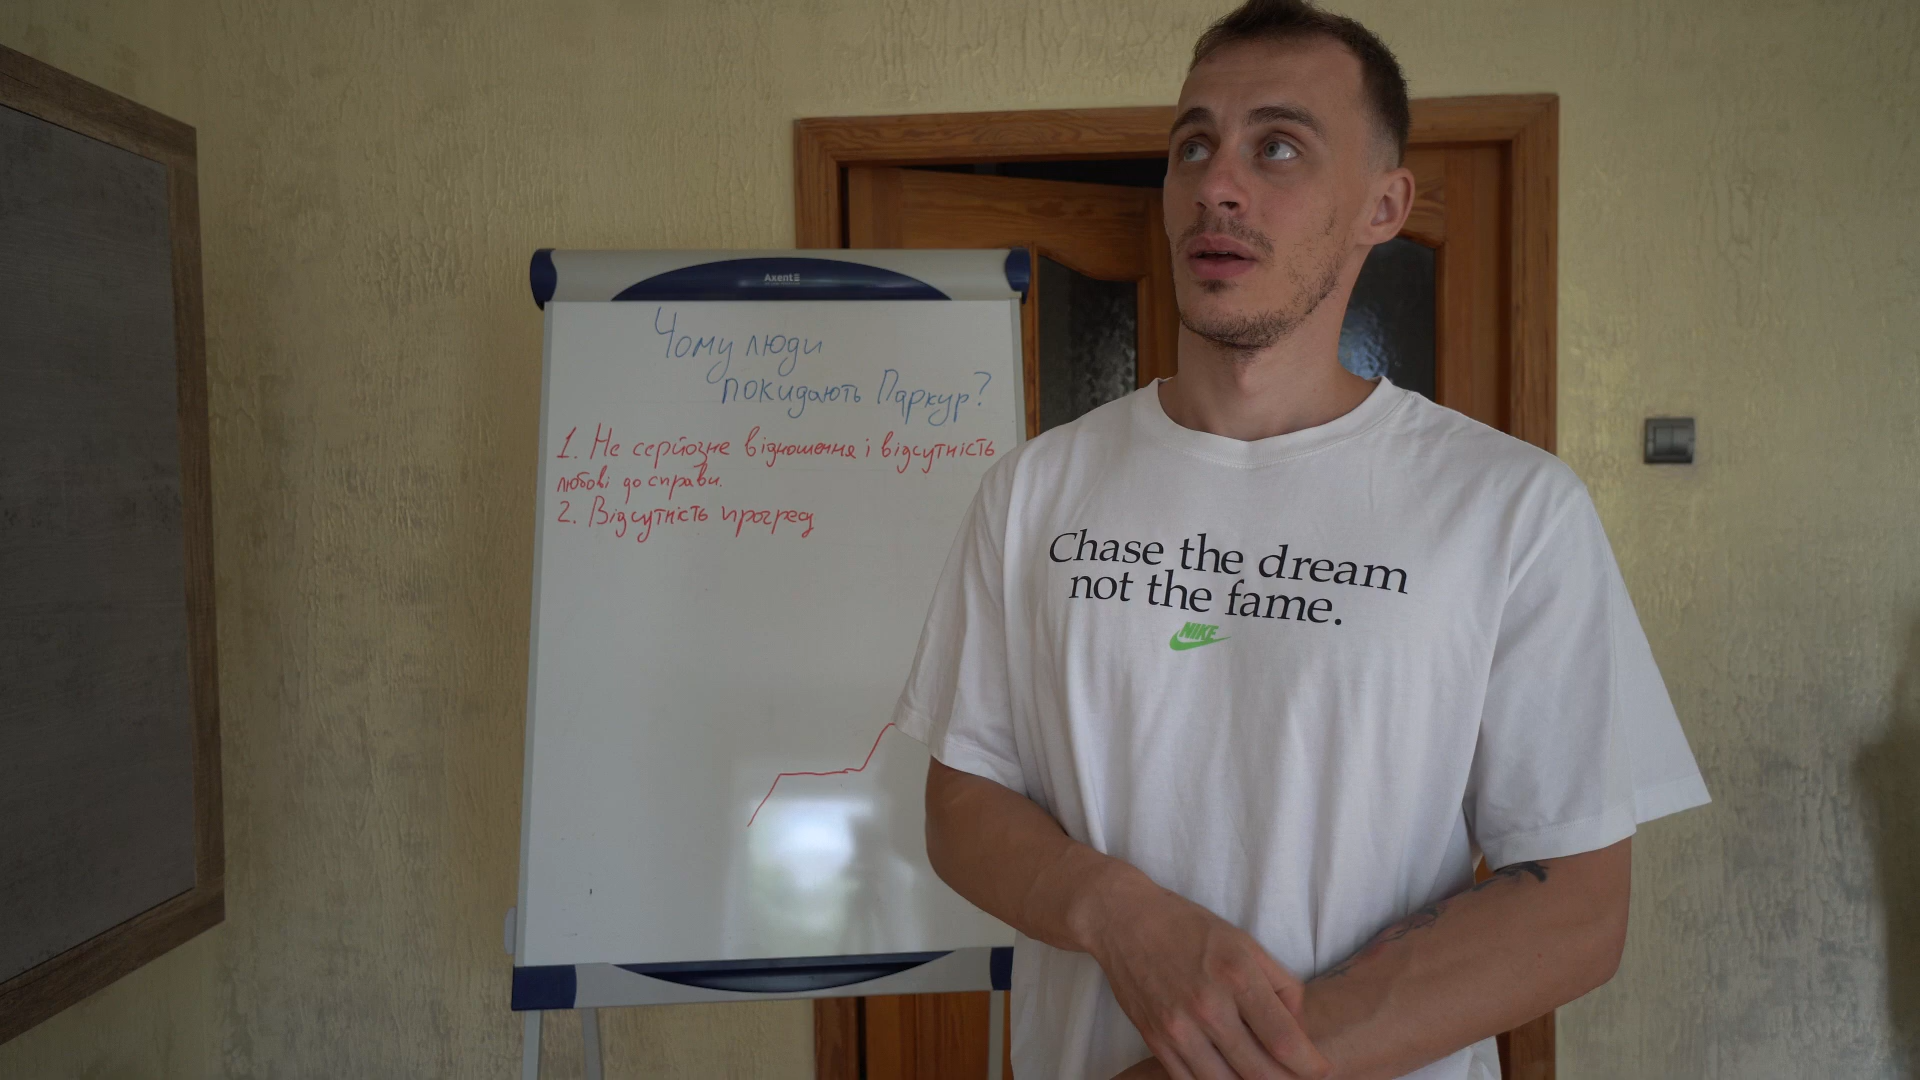 Axent
Чому люди
покидають Паркур?
1. Не серйозне відношення і відсутність
любові до справи.
2. Відсутність прогресу
Chase the dream
not the fame.
NIKE